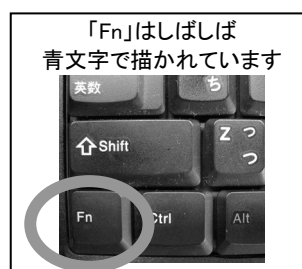 「Fn」はしばしば
青文字で描かれています
英数
ち
Shift
Z っ
つ
Fn
Ctrl
Alt